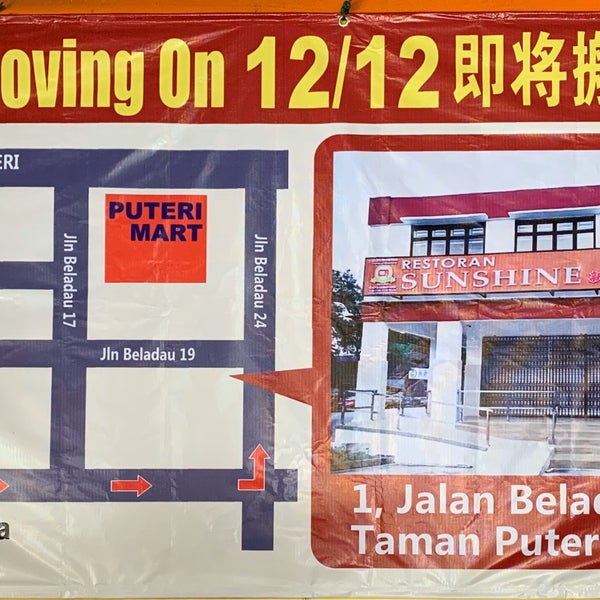 oving On 12/12 即将搬
ERI
PUTERI
MART
Jln Beladau 17
Jln Beladau 24
Jln Beladau 19
RESTORAN
SUNSHINE
1, Jalan Belad
Taman Puter
a